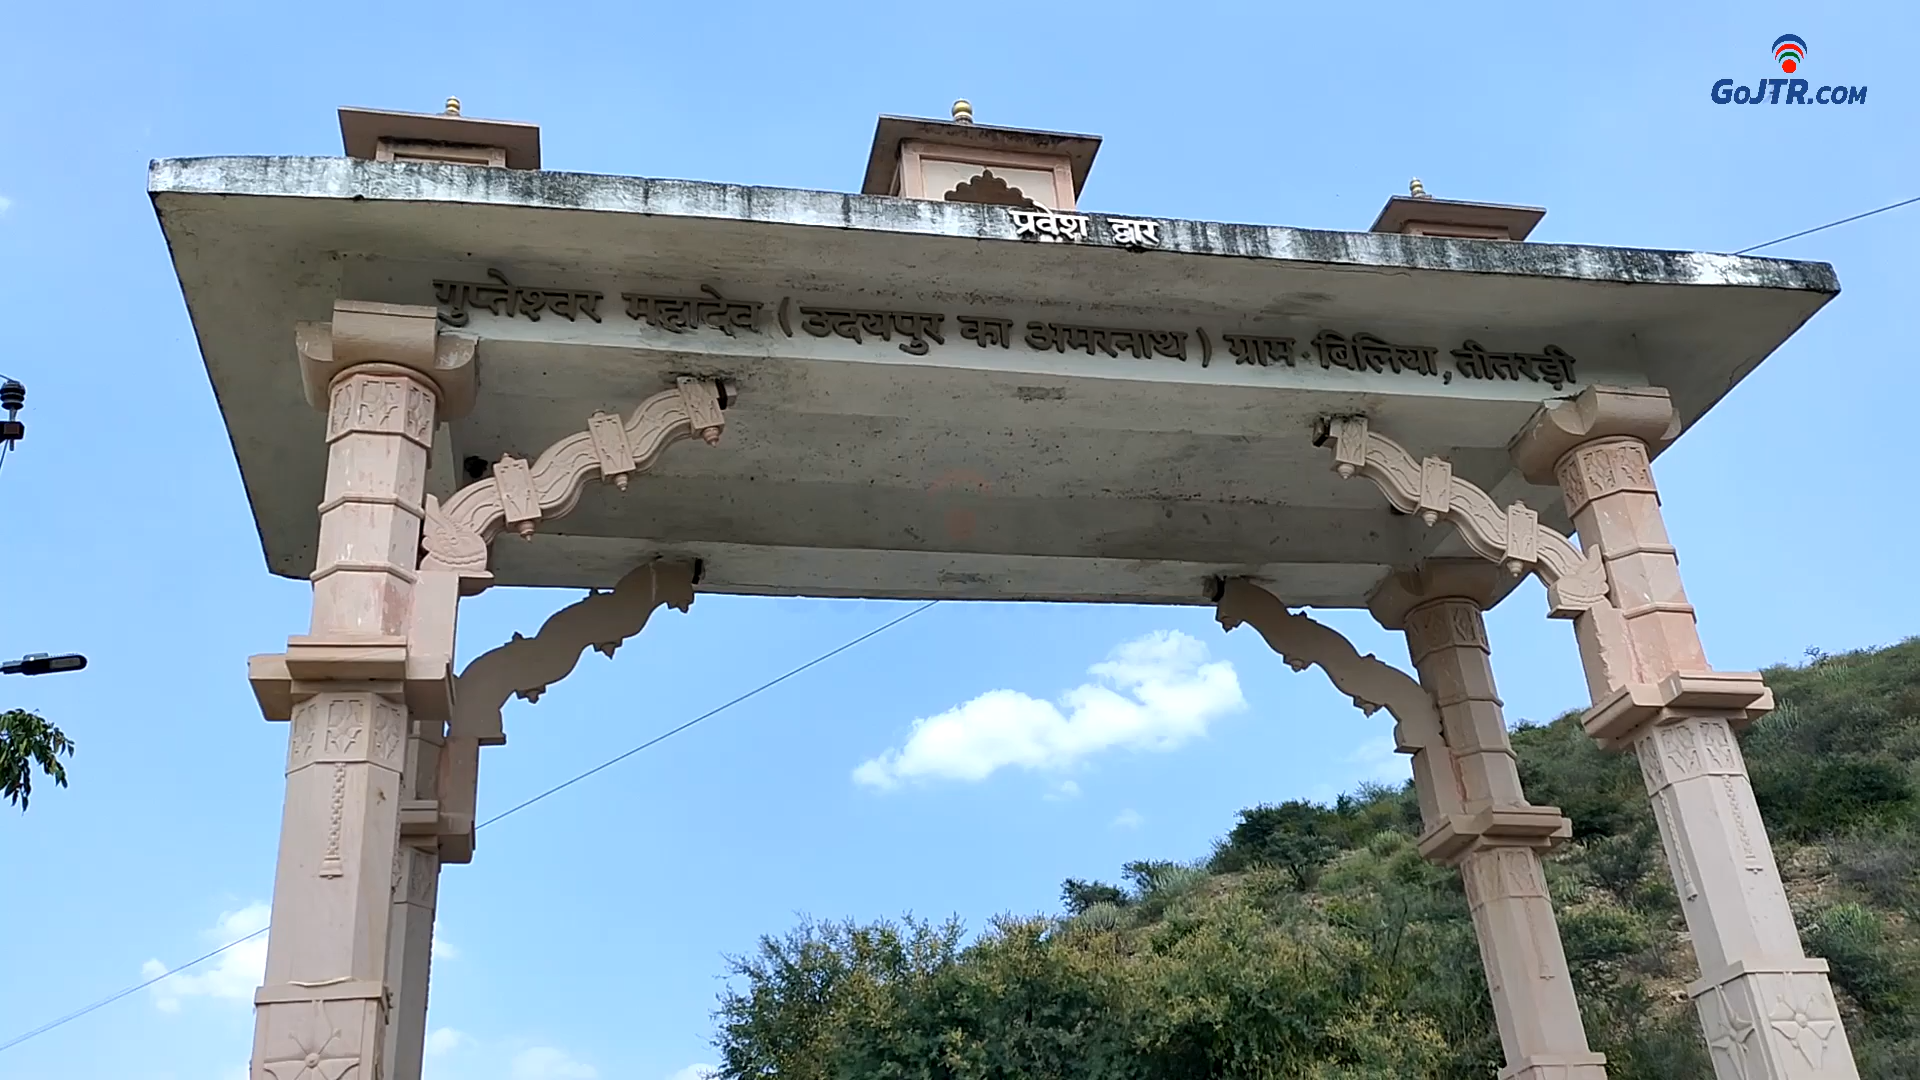 GoJTR.COM
प्रवेश द्वार
गुप्तेश्वर महादेव (उदयपुर का अमरनाथ) ग्राम-बिलिया, तीतरड़ी